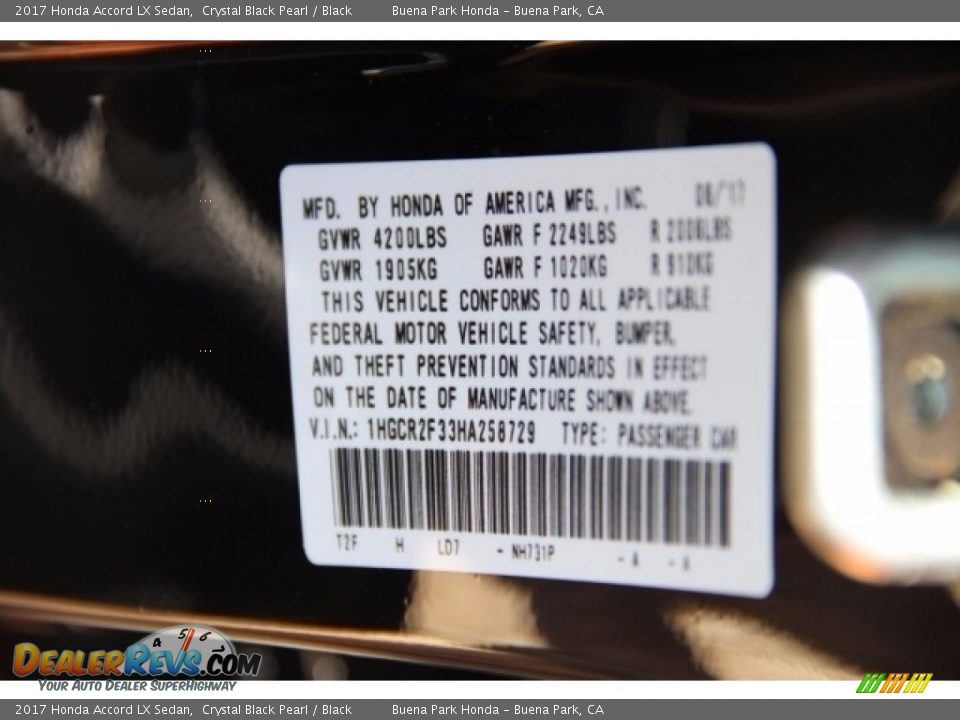 2017 Honda Accord LX Sedan, Crystal Black Pearl / Black Buena Park Honda - Buena Park, CA
MFD. BY HONDA OF AMERICA MFG., INC. 06/17
GVWR 4200LBS GAWR F 2249LBS R 2006LBS
GVWR 1905KG GAWR F 1020KG R 910KG
THIS VEHICLE CONFORMS TO ALL APPLICABLE
FEDERAL MOTOR VEHICLE SAFETY, BUMPER,
AND THEFT PREVENTION STANDARDS IN EFFECT
ON THE DATE OF MANUFACTURE SHOWN ABOVE.
V.I.N.: 1HGCR2F33HA258729 TYPE: PASSENGER CAR
T2F H LD7 - NH731P - A - A
4 5 6
DEALERREVS.COM
YOUR AUTO DEALER SUPERHIGHWAY
2017 Honda Accord LX Sedan, Crystal Black Pearl / Black Buena Park Honda - Buena Park, CA